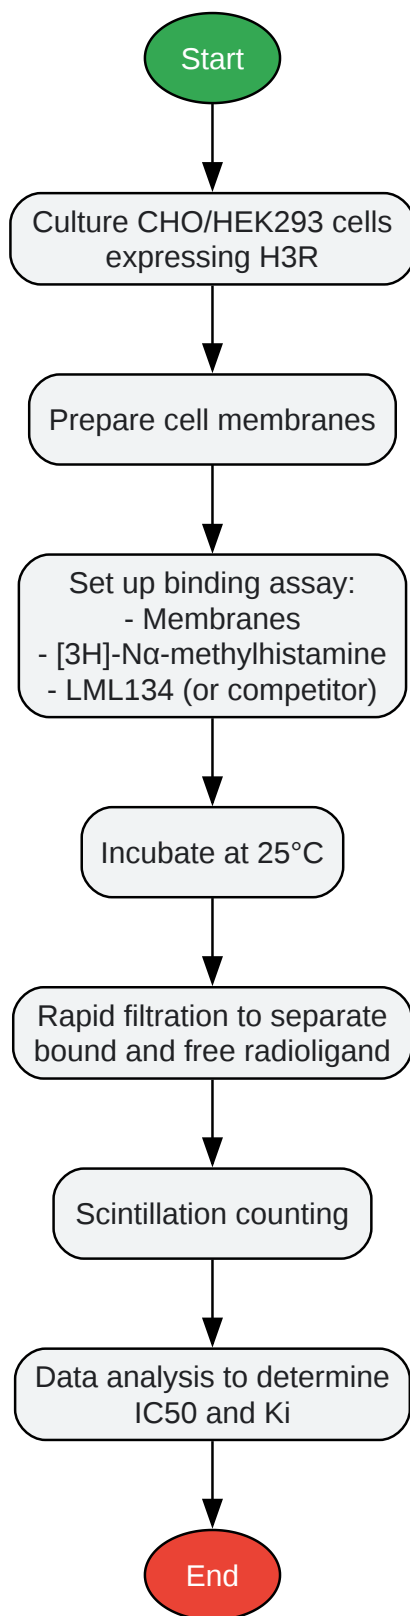 Start
Culture CHO/HEK293 cells
expressing H3R
Prepare cell membranes
Set up binding assay:
- Membranes
- [3H]-Nα-methylhistamine
- LML134 (or competitor)
Incubate at 25°C
Rapid filtration to separate
bound and free radioligand
Scintillation counting
Data analysis to determine
IC50 and Ki
End